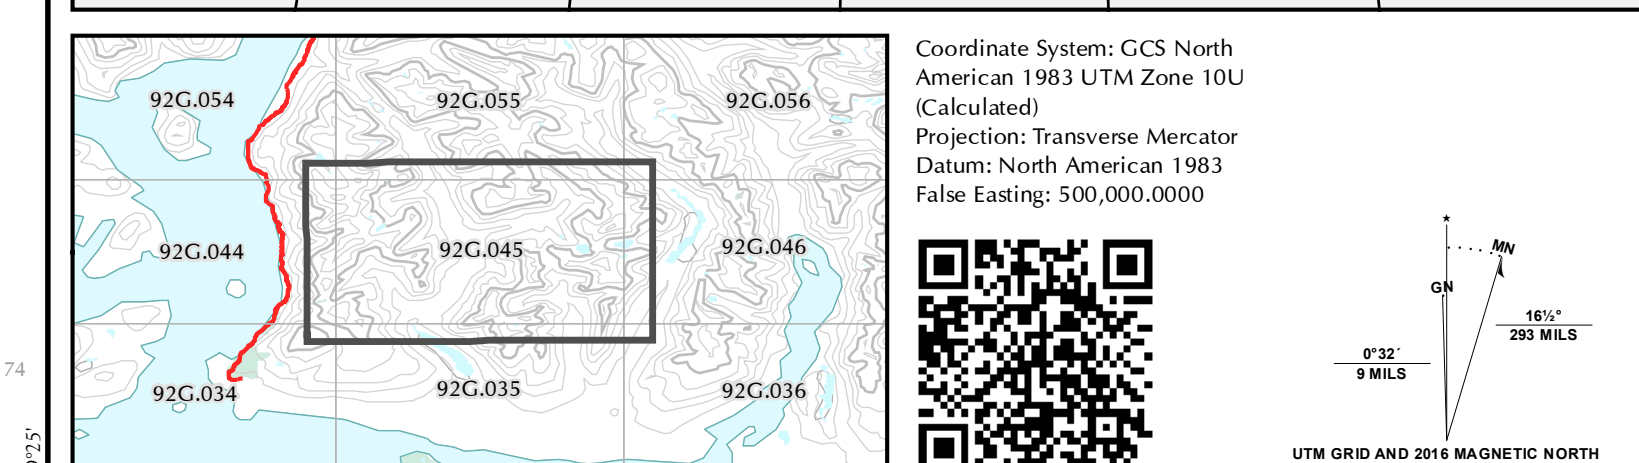 92G.054 92G.055 92G.056
92G.044 92G.045 92G.046
92G.034 92G.035 92G.036
74
Coordinate System: GCS North
American 1983 UTM Zone 10U
(Calculated)
Projection: Transverse Mercator
Datum: North American 1983
False Easting: 500,000.0000
MN
GN
16½°
293 MILS
0°32´
9 MILS
UTM GRID AND 2016 MAGNETIC NORTH